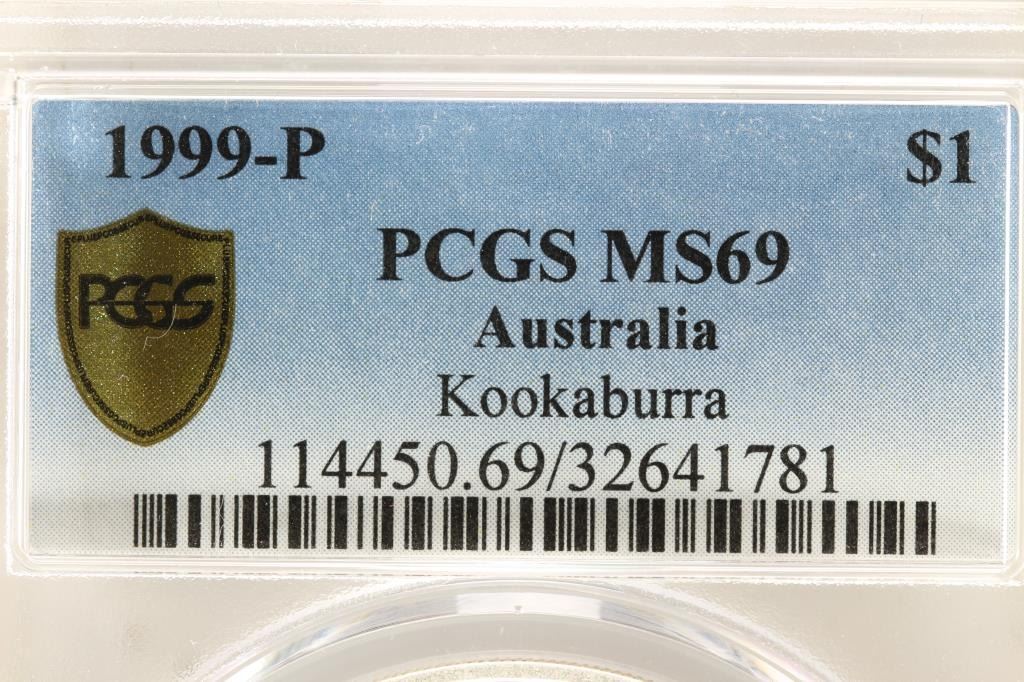 1999-P $1
PCGS
PCGS MS69
Australia
Kookaburra
114450.69/32641781